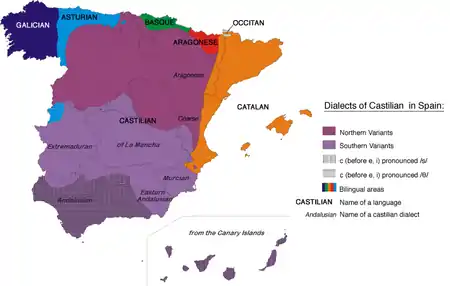 GALICIAN
ASTURIAN
BASQUE
OCCITAN
ARAGONESE
Aragonese
CATALAN
CASTILIAN
of La Mancha
Extremaduran
Murcian
Eastern
Andalusian
Andalusian
from the Canary Islands
Dialects of Castilian in Spain:
Northern Variants
Southern Variants
c (before e, i) pronounced /s/
c (before e, i) pronounced /θ/
Bilingual areas
CASTILIAN Name of a language
Andalusian Name of a castilian dialect